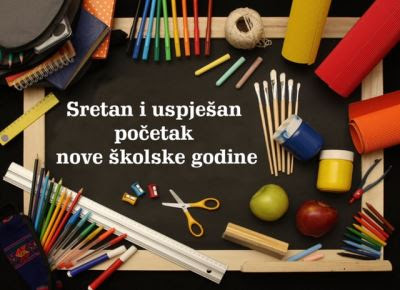 Sretan i uspješan
početak
nove školske godine